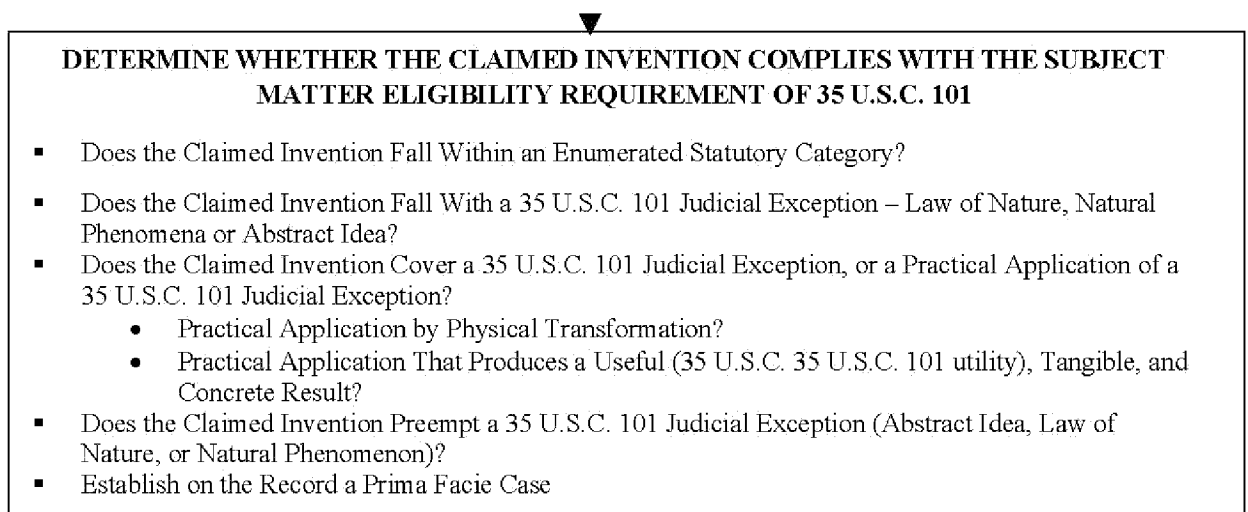 DETERMINE WHETHER THE CLAIMED INVENTION COMPLIES WITH THE SUBJECT
MATTER ELIGIBILITY REQUIREMENT OF 35 U.S.C. 101
▪ Does the Claimed Invention Fall Within an Enumerated Statutory Category?
▪ Does the Claimed Invention Fall With a 35 U.S.C. 101 Judicial Exception – Law of Nature, Natural
Phenomena or Abstract Idea?
▪ Does the Claimed Invention Cover a 35 U.S.C. 101 Judicial Exception, or a Practical Application of a
35 U.S.C. 101 Judicial Exception?
• Practical Application by Physical Transformation?
• Practical Application That Produces a Useful (35 U.S.C. 35 U.S.C. 101 utility), Tangible, and
Concrete Result?
▪ Does the Claimed Invention Preempt a 35 U.S.C. 101 Judicial Exception (Abstract Idea, Law of
Nature, or Natural Phenomenon)?
▪ Establish on the Record a Prima Facie Case